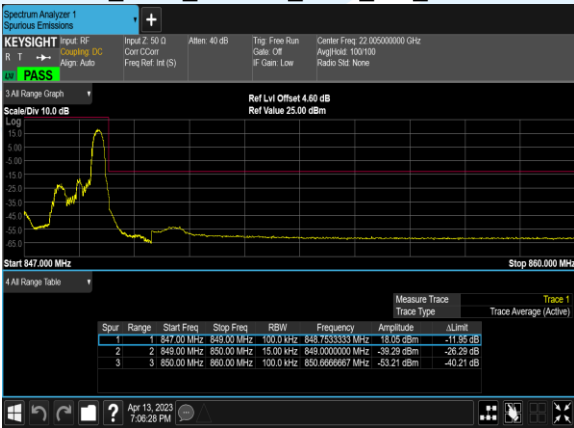 Spectrum Analyzer 1
Spurious Emissions
+
KEYSIGHT Input: RF Input Z: 50 Ω Atten: 40 dB Trig: Free Run Center Freq: 22.005000000 GHz
R T Coupling: DC Corr CCorr Gate: Off Avg|Hold: 100/100
Align: Auto Freq Ref: Int (S) IF Gain: Low Radio Std: None
PASS
3 All Range Graph
Ref Lvl Offset 4.60 dB
Scale/Div 10.0 dB Ref Value 25.00 dBm
Log
15.0
5.00
-5.00
-15.0
-25.0
-35.0
-45.0
-55.0
-65.0
Start 847.000 MHz Stop 860.000 MHz
4 All Range Table
Measure Trace Trace 1
Trace Type Trace Average (Active)
Spur Range Start Freq Stop Freq RBW Frequency Amplitude ΔLimit
1 1 847.00 MHz 849.00 MHz 100.0 kHz 848.7533333 MHz 18.05 dBm -11.95 dB
2 2 849.00 MHz 850.00 MHz 15.00 kHz 849.0000000 MHz -39.29 dBm -26.29 dB
3 3 850.00 MHz 860.00 MHz 100.0 kHz 850.6666667 MHz -53.21 dBm -40.21 dB
? Apr 13, 2023
7:06:28 PM